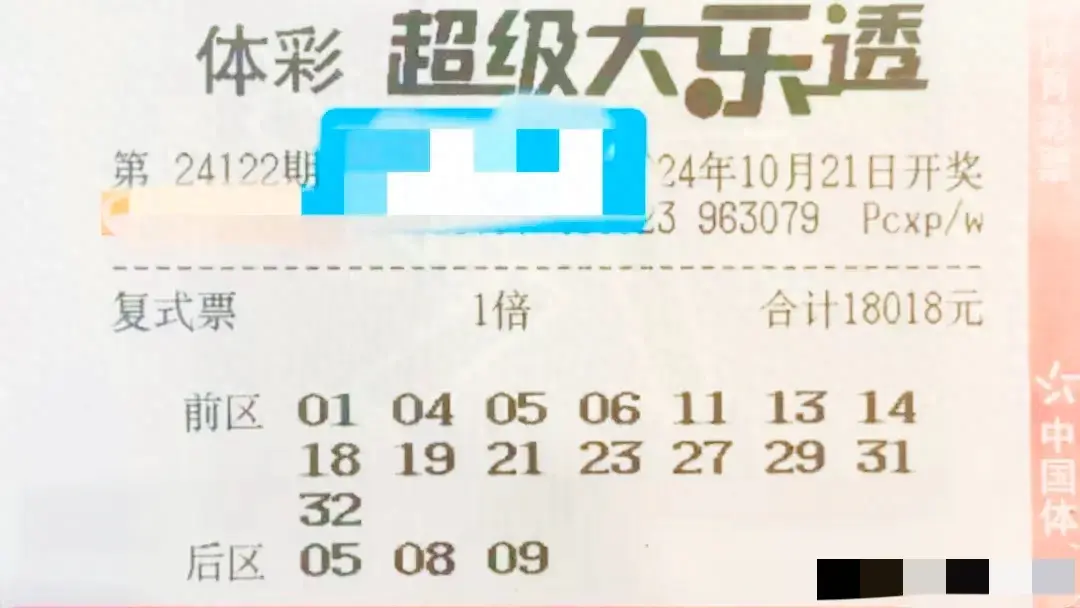 体彩 超级大乐透
第 24122期 24年10月21日开奖
23 963079 Pcxp/w
复式票 1倍 合计18018元
前区 01 04 05 06 11 13 14
18 19 21 23 27 29 31
32
后区 05 08 09
中国体